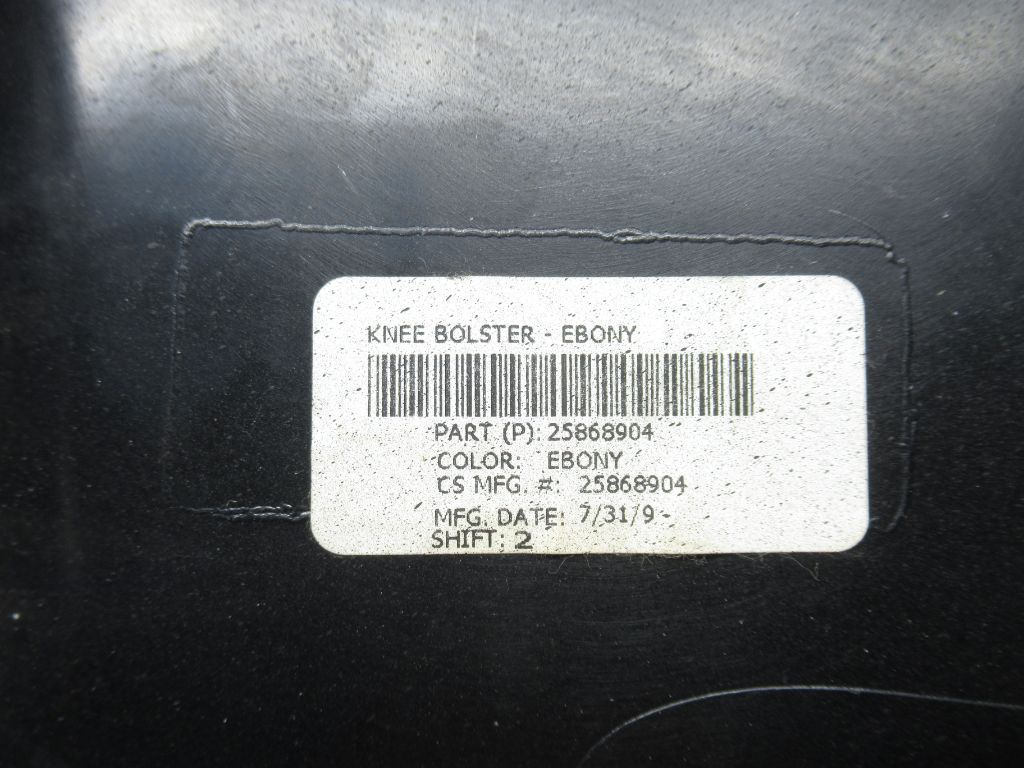 KNEE BOLSTER - EBONY
PART (P): 25868904
COLOR: EBONY
CS MFG. #: 25868904
MFG. DATE: 7/31/9 -
SHIFT: 2